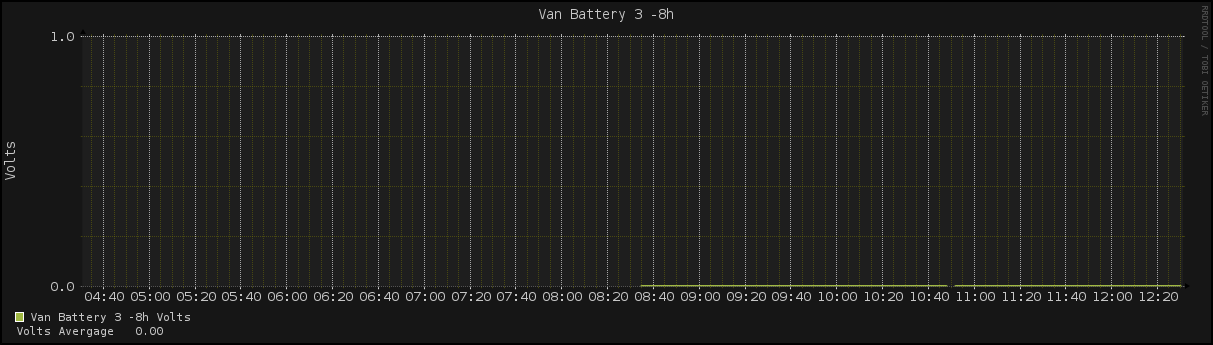 Van Battery 3 -8h
RRDTOOL / TOBI OETIKER
1.0
Volts
0.0
04:40 05:00 05:20 05:40 06:00 06:20 06:40 07:00 07:20 07:40 08:00 08:20 08:40 09:00 09:20 09:40 10:00 10:20 10:40 11:00 11:20 11:40 12:00 12:20
Van Battery 3 -8h Volts
Volts Avergage 0.00